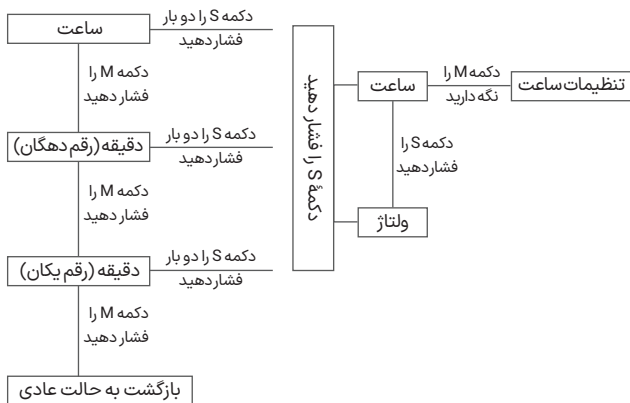 تنظیمات ساعت
دکمه M را
نگه دارید
ساعت
دکمه S را
فشار دهید
ولتاژ
دکمهٔ S را فشار دهید
دکمه S را دو بار
فشار دهید
ساعت
دکمه M را
فشار دهید
دکمه S را دو بار
فشار دهید
دقیقه (رقم دهگان)
دکمه M را
فشار دهید
دکمه S را دو بار
فشار دهید
دقیقه (رقم یکان)
دکمه M را
فشار دهید
بازگشت به حالت عادی